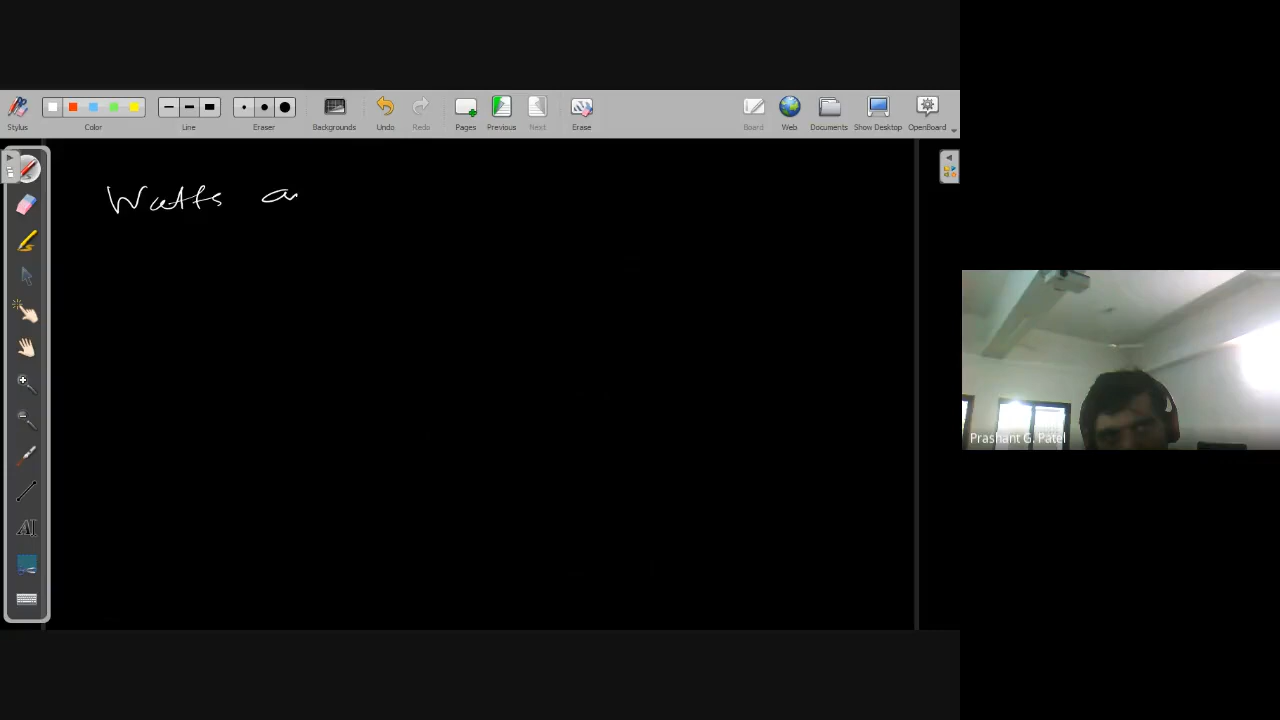 Stylus Color Line Eraser Backgrounds Undo Redo Pages Previous Next Erase Board Web Documents Show Desktop OpenBoard
Watts a
AI
Prashant G. Patel